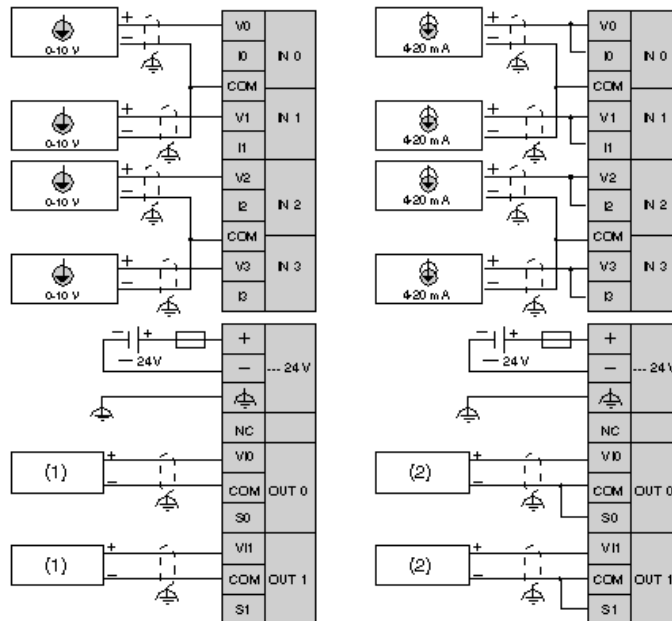 + V0
− I0 IN 0
0-10 V
COM
+ V1 IN 1
− I1
0-10 V
+ V2
− I2 IN 2
0-10 V
COM
+ V3 IN 3
− I3
0-10 V
− + +
24V − --- 24V
NC
(1) + VI0
− COM OUT 0
S0
(1) + VI1
− COM OUT 1
S1
+ V0
− I0 IN 0
4-20 mA
COM
+ V1 IN 1
− I1
4-20 mA
+ V2
− I2 IN 2
4-20 mA
COM
+ V3 IN 3
− I3
4-20 mA
− + +
24V − --- 24V
NC
(2) + VI0
− COM OUT 0
S0
(2) + VI1
− COM OUT 1
S1